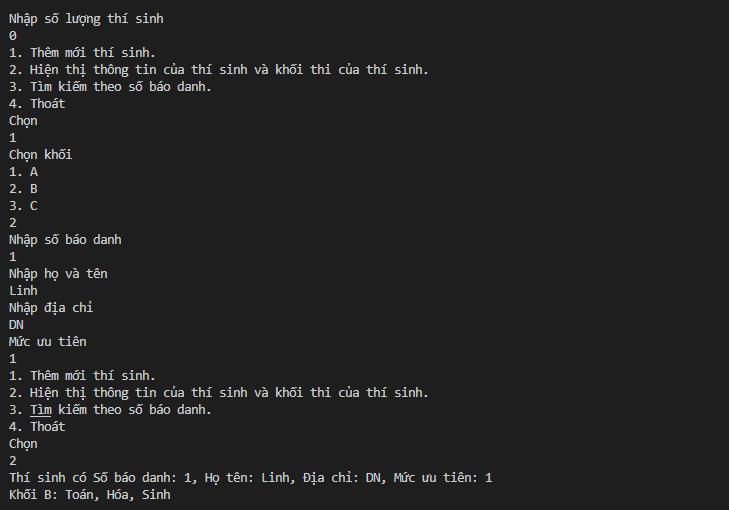 Nhập số lượng thí sinh
0
1. Thêm mới thí sinh.
2. Hiện thị thông tin của thí sinh và khối thi của thí sinh.
3. Tìm kiếm theo số báo danh.
4. Thoát
Chọn
1
Chọn khối
1. A
2. B
3. C
2
Nhập số báo danh
1
Nhập họ và tên
Linh
Nhập địa chỉ
DN
Mức ưu tiên
1
1. Thêm mới thí sinh.
2. Hiện thị thông tin của thí sinh và khối thi của thí sinh.
3. Tìm kiếm theo số báo danh.
4. Thoát
Chọn
2
Thí sinh có Số báo danh: 1, Họ tên: Linh, Địa chỉ: DN, Mức ưu tiên: 1
Khối B: Toán, Hóa, Sinh